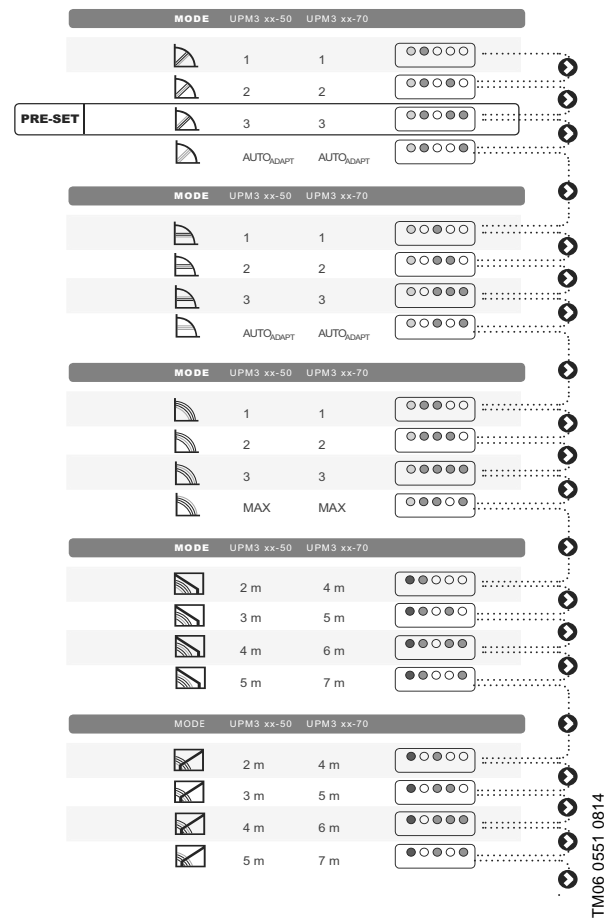 MODE UPM3 xx-50 UPM3 xx-70
1 1
2 2
PRE-SET 3 3
AUTOADAPT AUTOADAPT
MODE UPM3 xx-50 UPM3 xx-70
1 1
2 2
3 3
AUTOADAPT AUTOADAPT
MODE UPM3 xx-50 UPM3 xx-70
1 1
2 2
3 3
MAX MAX
MODE UPM3 xx-50 UPM3 xx-70
2 m 4 m
3 m 5 m
4 m 6 m
5 m 7 m
MODE UPM3 xx-50 UPM3 xx-70
2 m 4 m
3 m 5 m
4 m 6 m
5 m 7 m
TM06 0551 0814